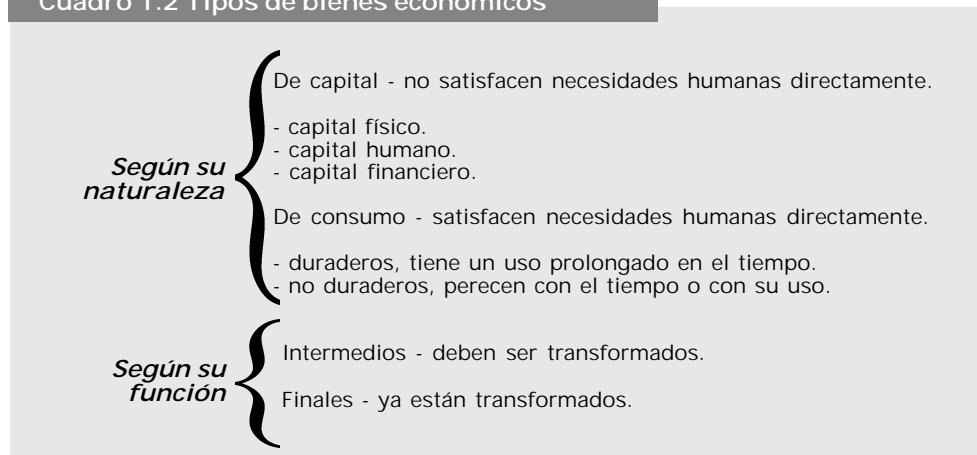 Cuadro 1.2 Tipos de bienes económicos
De capital - no satisfacen necesidades humanas directamente.
- capital físico.
- capital humano.
- capital financiero.
Según su
naturaleza
De consumo - satisfacen necesidades humanas directamente.
- duraderos, tiene un uso prolongado en el tiempo.
- no duraderos, perecen con el tiempo o con su uso.
Según su
función
Intermedios - deben ser transformados.
Finales - ya están transformados.